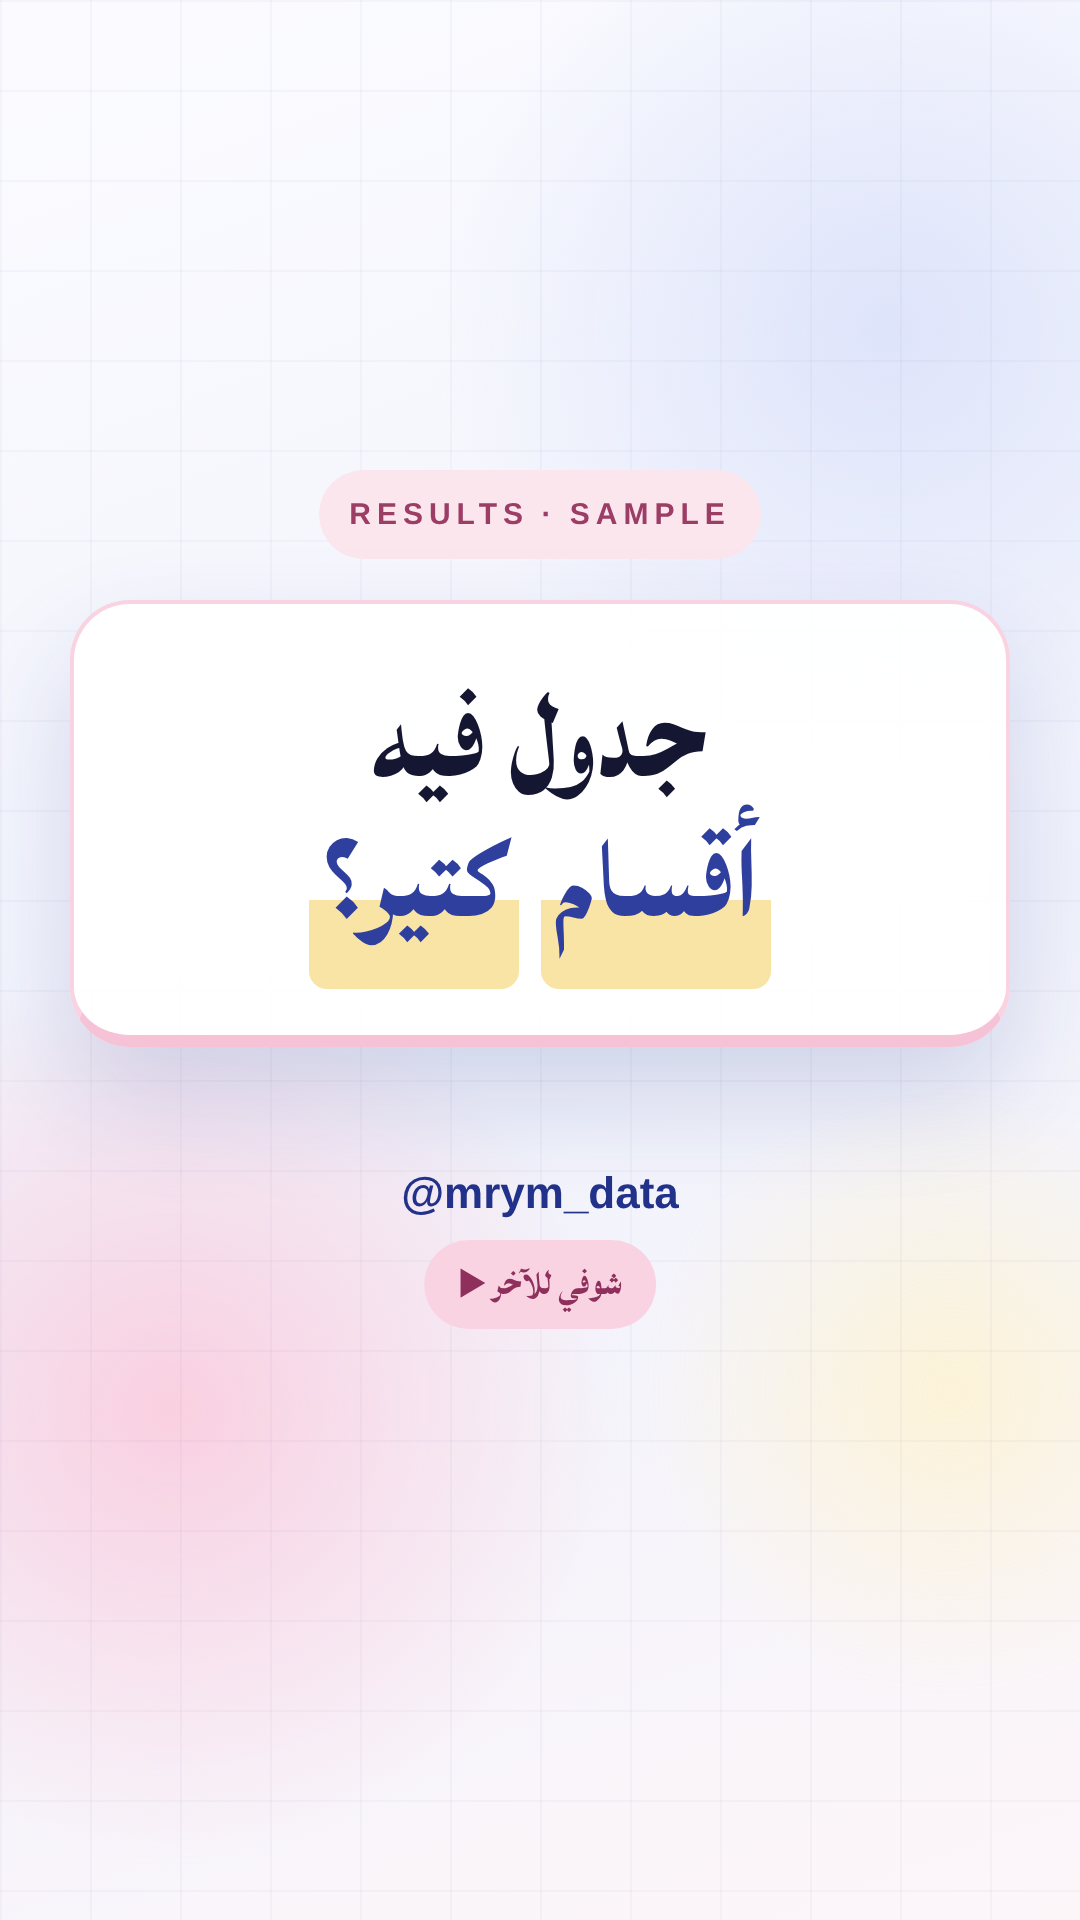 RESULTS · SAMPLE
جدول فيه
أقسام كتير؟
@mrym_data
شوفي للآخر ▶